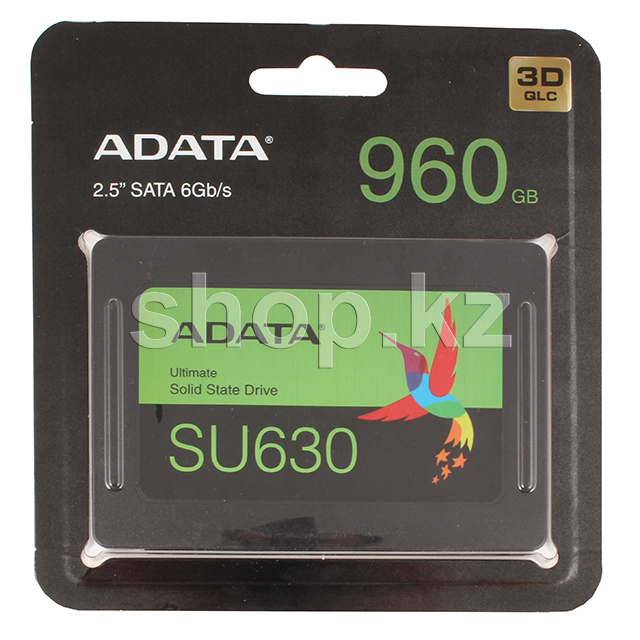 3D
QLC
ADATA®
960 GB
2.5” SATA 6Gb/s
shop.kz
ADATA®
Ultimate
Solid State Drive
SU630